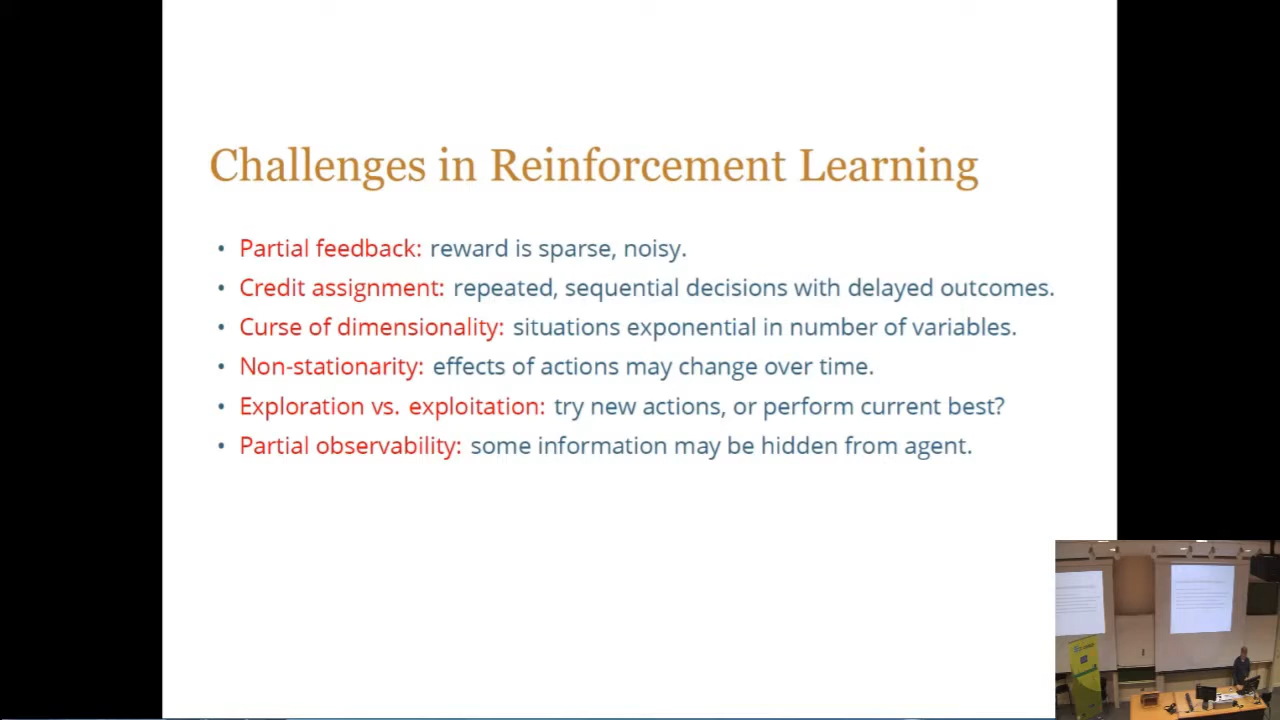 Challenges in Reinforcement Learning
• Partial feedback: reward is sparse, noisy.
• Credit assignment: repeated, sequential decisions with delayed outcomes.
• Curse of dimensionality: situations exponential in number of variables.
• Non-stationarity: effects of actions may change over time.
• Exploration vs. exploitation: try new actions, or perform current best?
• Partial observability: some information may be hidden from agent.